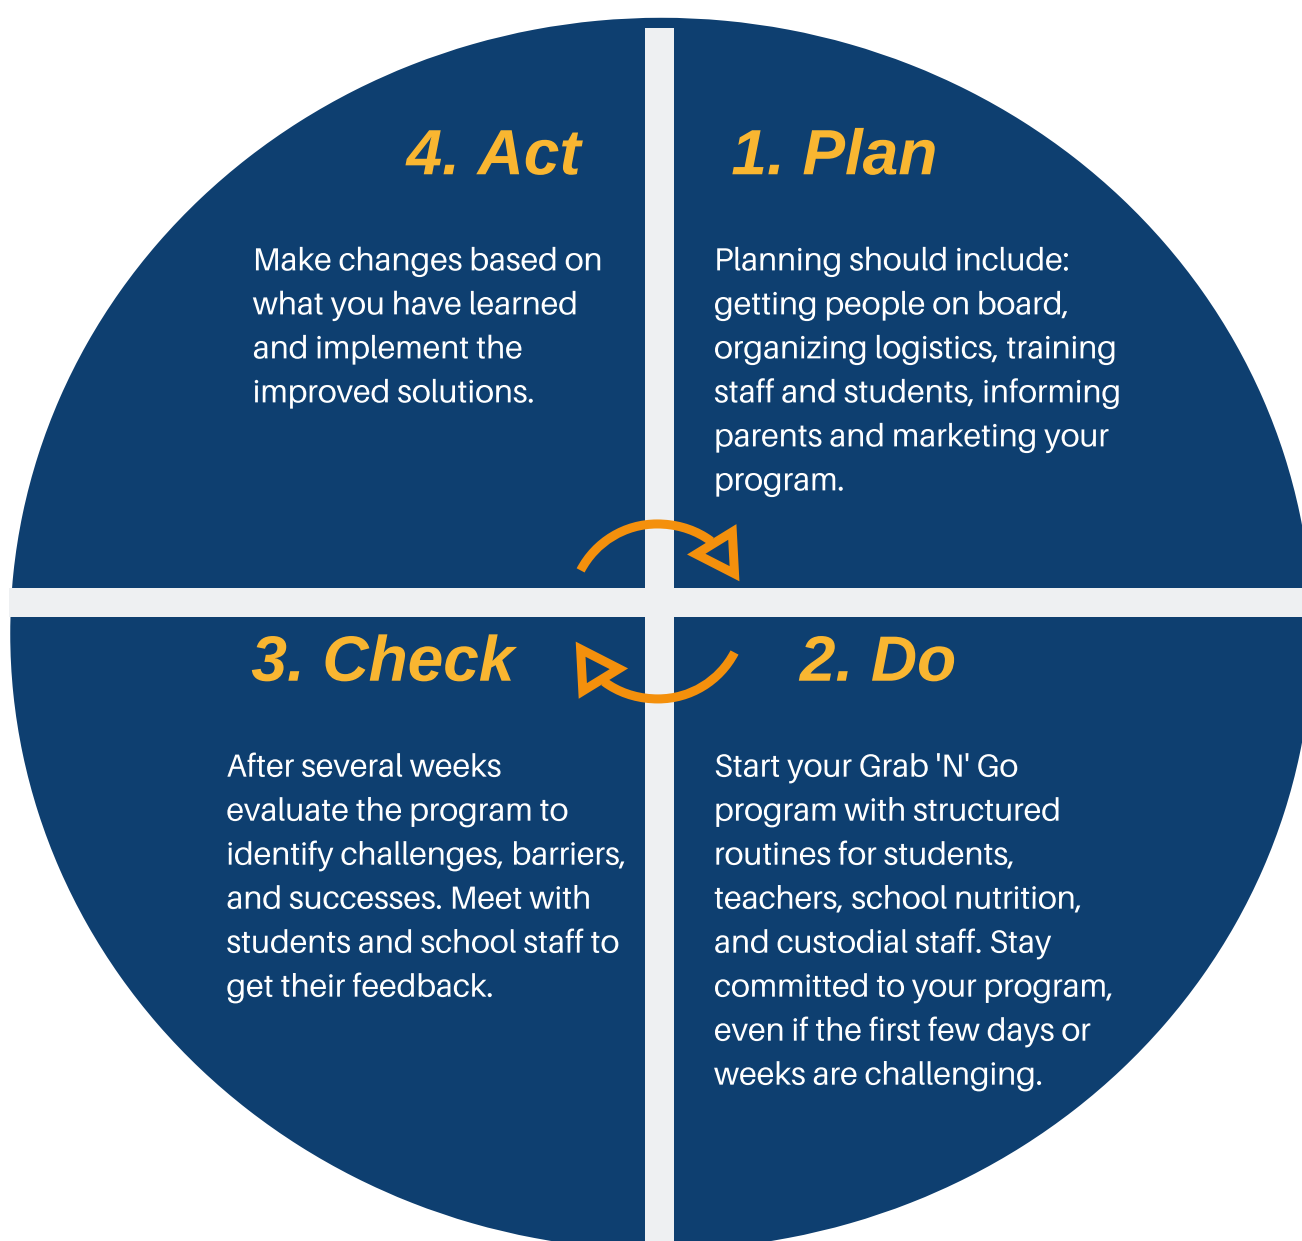 4. Act
Make changes based on
what you have learned
and implement the
improved solutions.
1. Plan
Planning should include:
getting people on board,
organizing logistics, training
staff and students, informing
parents and marketing your
program.
3. Check
After several weeks
evaluate the program to
identify challenges, barriers,
and successes. Meet with
students and school staff to
get their feedback.
2. Do
Start your Grab 'N' Go
program with structured
routines for students,
teachers, school nutrition,
and custodial staff. Stay
committed to your program,
even if the first few days or
weeks are challenging.